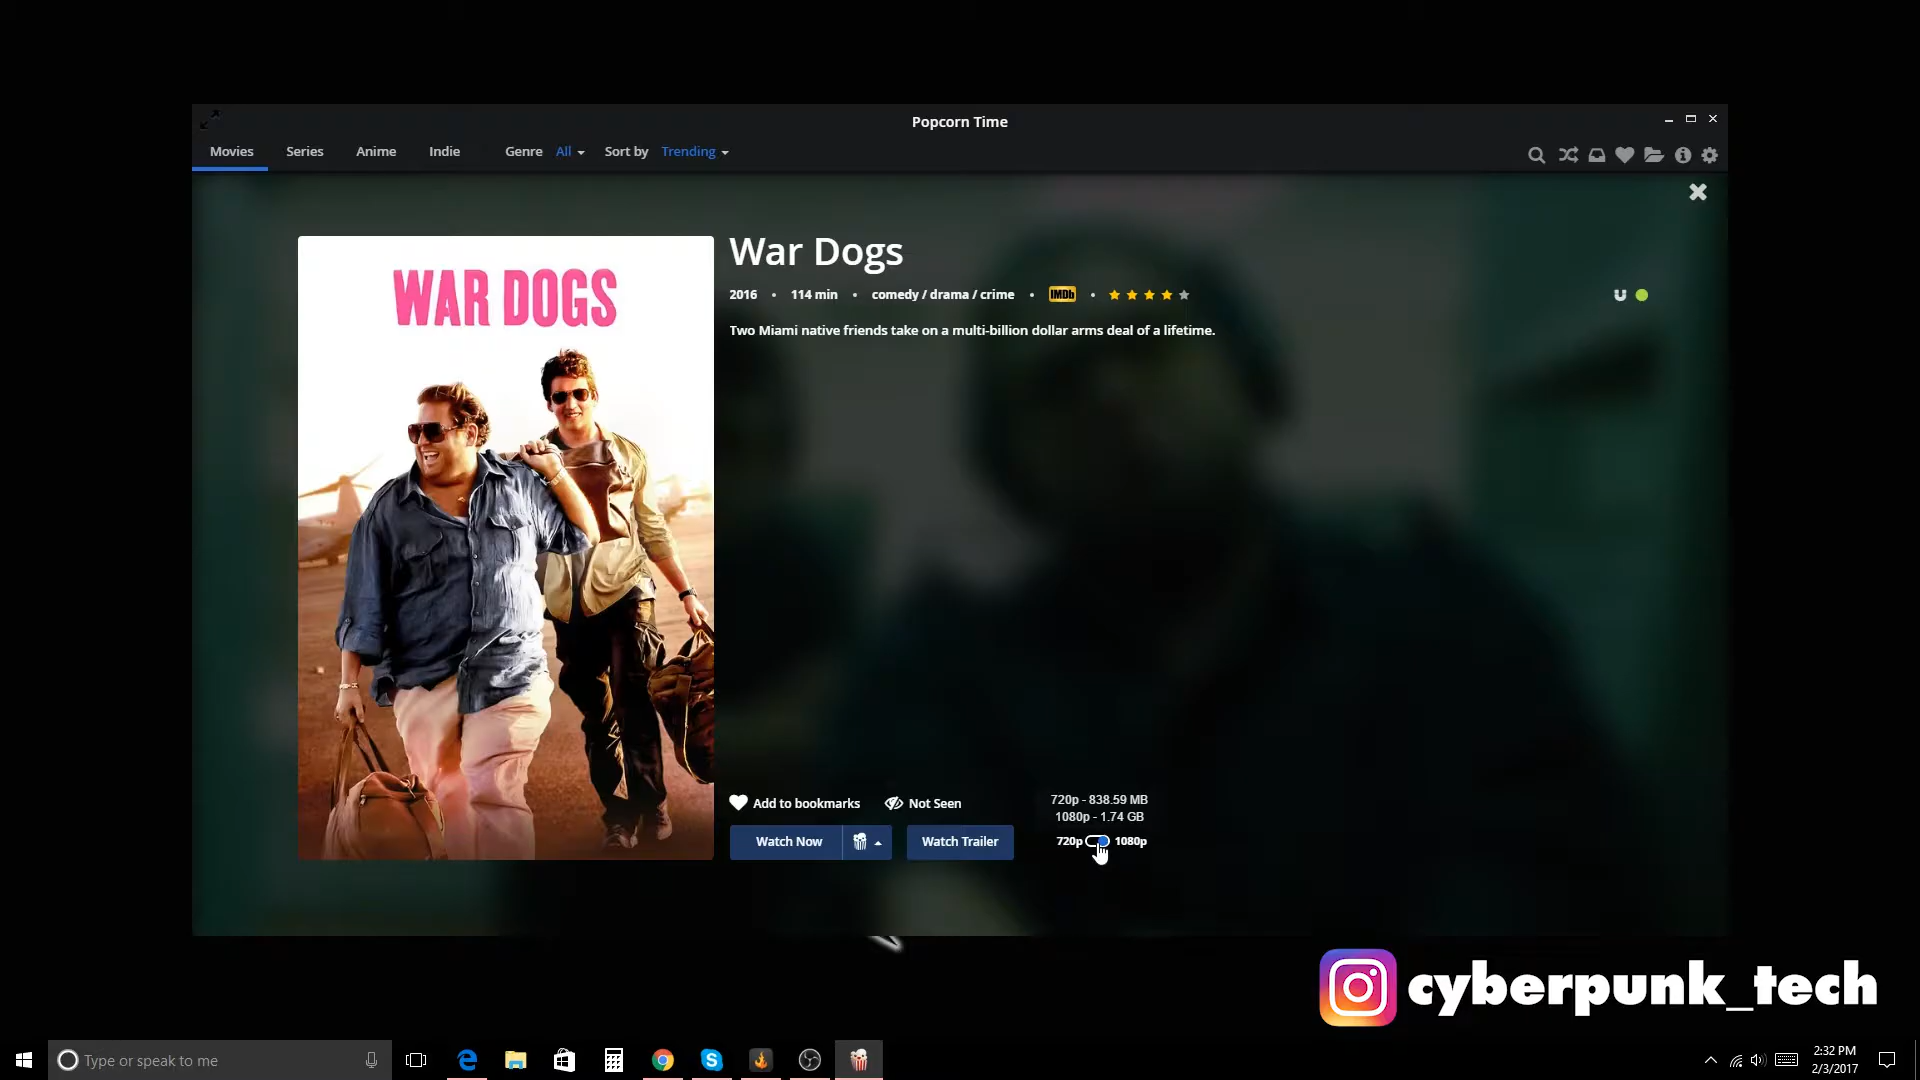 Popcorn Time
Movies Series Anime Indie Genre All Sort by Trending
War Dogs
2016 • 114 min • comedy / drama / crime • IMDb •
Two Miami native friends take on a multi-billion dollar arms deal of a lifetime.
WAR DOGS
Add to bookmarks Not Seen
720p - 838.59 MB
1080p - 1.74 GB
Watch Now Watch Trailer 720p 1080p
cyberpunk_tech
Type or speak to me
2:32 PM
2/3/2017